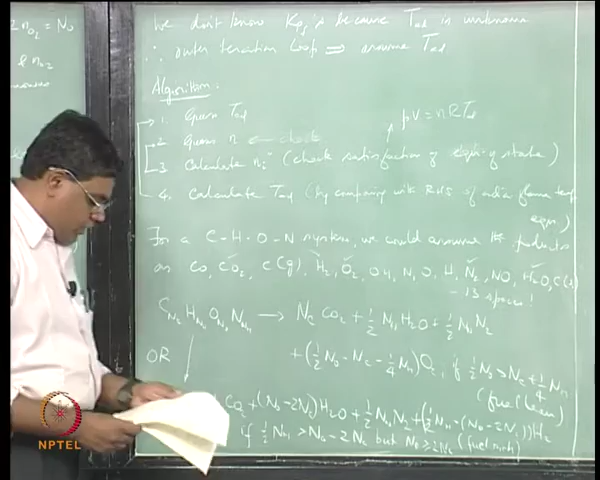 we don't know Kp's because Tad is unknown
∴ outer iteration loop ⟹ assume Tad
Algorithm:
1. Guess Tad
pV = nRTad
2. Guess n ← check
3 Calculate ni (check satisfaction of eqn. of state)
4. Calculate Tad (by comparing with RHS of adia flame temp eqn)
For a C-H-O-N system, we could assume the products
as CO, CO2, C(g), H2, O2, OH, N, O, H, N2, NO, H2O, C(s)
- 13 species!
⟶ Nc CO2 + 1/2 NH H2O + 1/2 NN N2
+ (1/2 No - Nc - 1/4 NH) O2, if 1/2 No > Nc + 1/4 NH
(fuel lean)
OR
CO2 + (No - 2Nc) H2O + 1/2 NN N2 + (1/2 NH - (No - 2Nc)) H2
if 1/2 NH > No - 2Nc but No ≥ 2Nc (fuel rich)
NPTEL